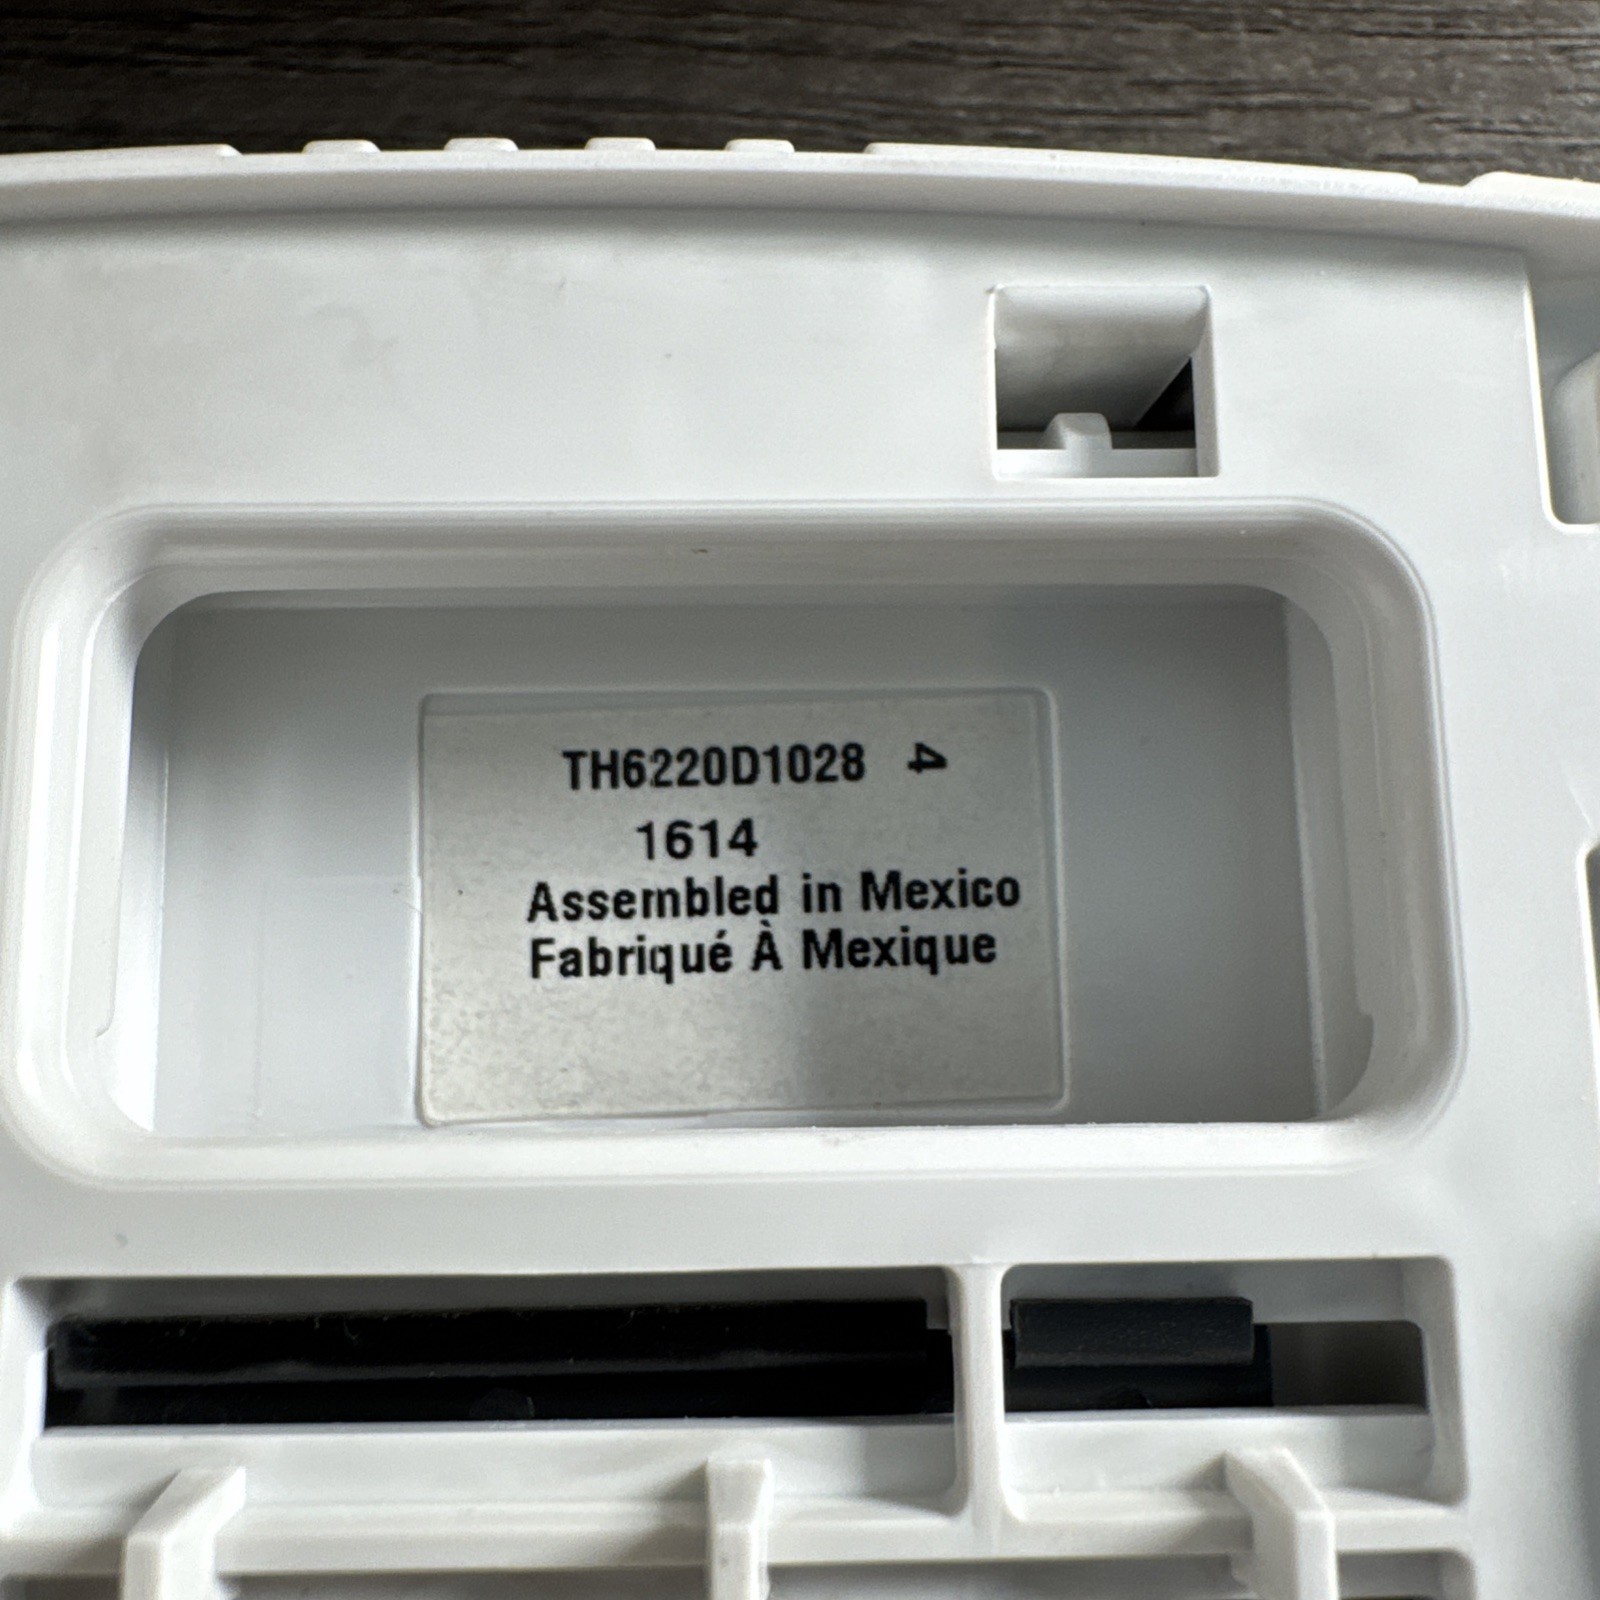 TH6220D1028 4
1614
Assembled in Mexico
Fabriqué À Mexique